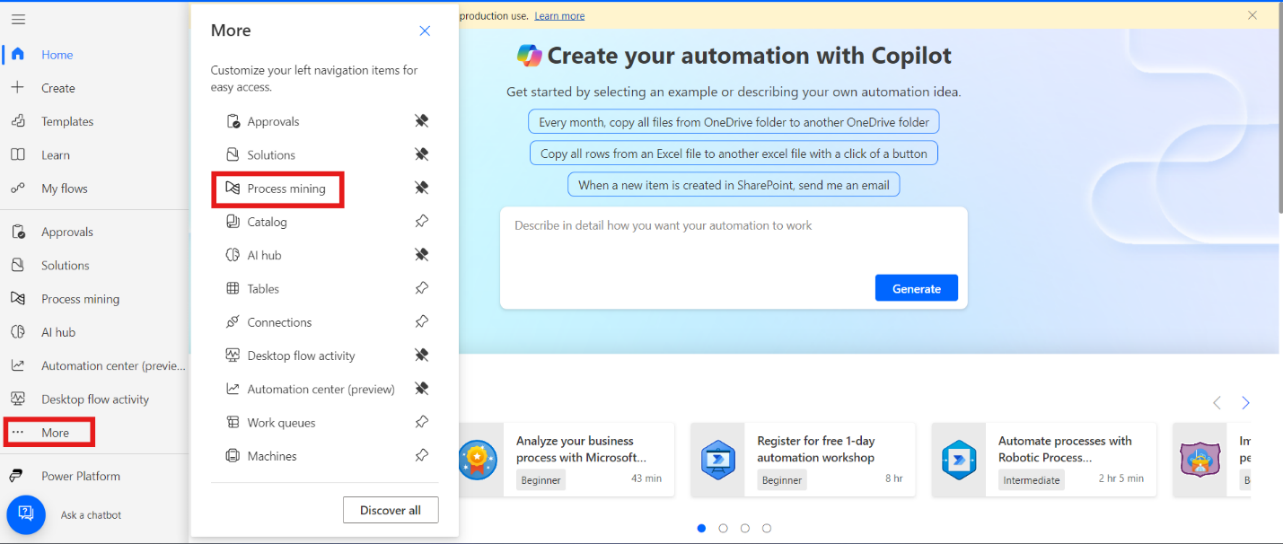 Home
Create
Templates
Learn
My flows
Approvals
Solutions
Process mining
AI hub
Automation center (previe...
Desktop flow activity
More
Power Platform
Ask a chatbot
More
Customize your left navigation items for
easy access.
Approvals
Solutions
Process mining
Catalog
AI hub
Tables
Connections
Desktop flow activity
Automation center (preview)
Work queues
Machines
Discover all
production use. Learn more
Create your automation with Copilot
Get started by selecting an example or describing your own automation idea.
Every month, copy all files from OneDrive folder to another OneDrive folder
Copy all rows from an Excel file to another excel file with a click of a button
When a new item is created in SharePoint, send me an email
Describe in detail how you want your automation to work
Generate
Analyze your business
process with Microsoft...
Beginner 43 min
Register for free 1-day
automation workshop
Beginner 8 hr
Automate processes with
Robotic Process...
Intermediate 2 hr 5 min